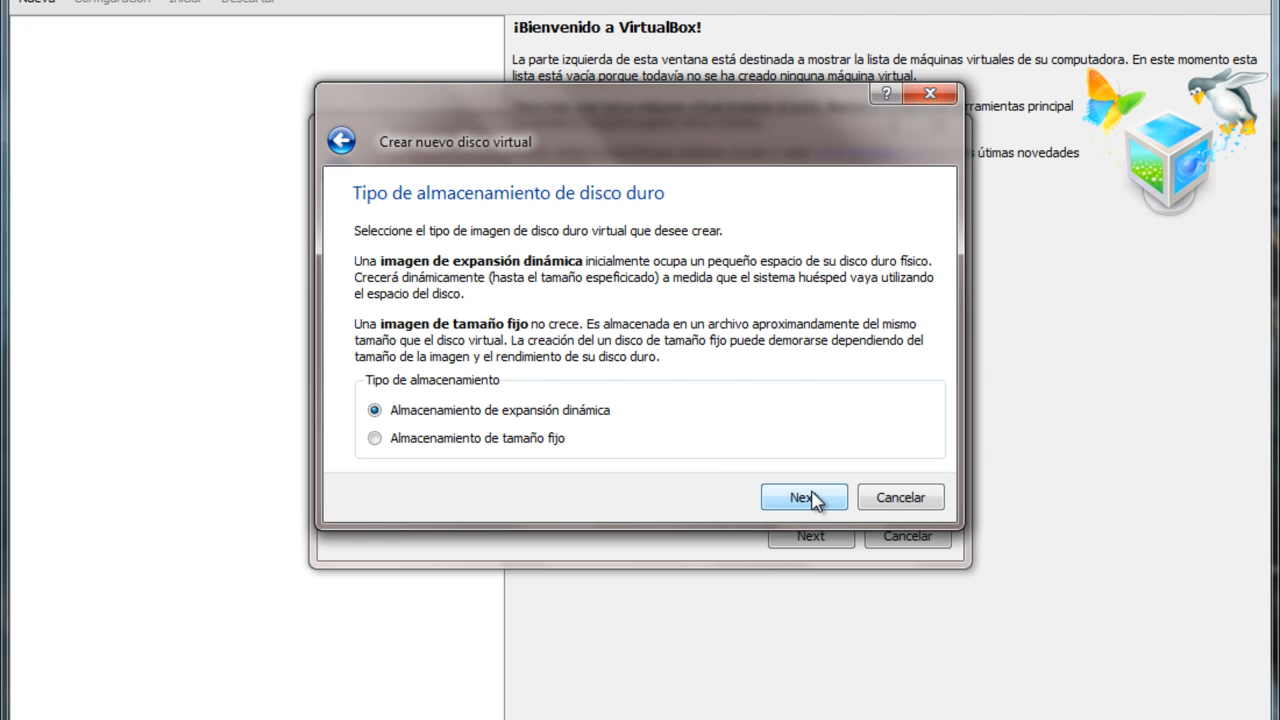 Nueva Configuración Iniciar Descartar
¡Bienvenido a VirtualBox!
La parte izquierda de esta ventana está destinada a mostrar la lista de máquinas virtuales de su computadora. En este momento esta
lista está vacía porque todavía no se ha creado ninguna máquina virtual.
rramientas principal
útimas novedades
Crear nuevo disco virtual
Tipo de almacenamiento de disco duro
Seleccione el tipo de imagen de disco duro virtual que desee crear.
Una imagen de expansión dinámica inicialmente ocupa un pequeño espacio de su disco duro físico.
Crecerá dinámicamente (hasta el tamaño espeficicado) a medida que el sistema huésped vaya utilizando
el espacio del disco.
Una imagen de tamaño fijo no crece. Es almacenada en un archivo aproximandamente del mismo
tamaño que el disco virtual. La creación del un disco de tamaño fijo puede demorarse dependiendo del
tamaño de la imagen y el rendimiento de su disco duro.
Tipo de almacenamiento
Almacenamiento de expansión dinámica
Almacenamiento de tamaño fijo
Next Cancelar
Next Cancelar